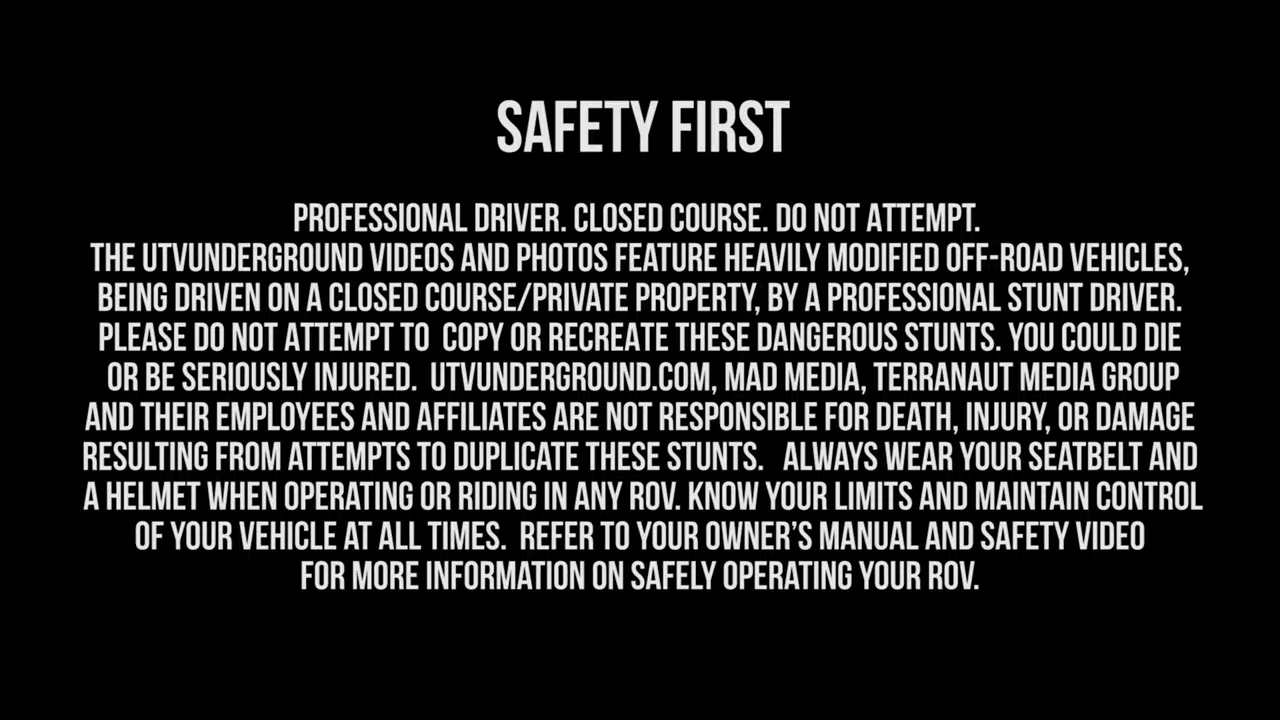 SAFETY FIRST
PROFESSIONAL DRIVER. CLOSED COURSE. DO NOT ATTEMPT.
THE UTVUNDERGROUND VIDEOS AND PHOTOS FEATURE HEAVILY MODIFIED OFF-ROAD VEHICLES,
BEING DRIVEN ON A CLOSED COURSE/PRIVATE PROPERTY, BY A PROFESSIONAL STUNT DRIVER.
PLEASE DO NOT ATTEMPT TO  COPY OR RECREATE THESE DANGEROUS STUNTS. YOU COULD DIE
OR BE SERIOUSLY INJURED.  UTVUNDERGROUND.COM, MAD MEDIA, TERRANAUT MEDIA GROUP
AND THEIR EMPLOYEES AND AFFILIATES ARE NOT RESPONSIBLE FOR DEATH, INJURY, OR DAMAGE
RESULTING FROM ATTEMPTS TO DUPLICATE THESE STUNTS.   ALWAYS WEAR YOUR SEATBELT AND
A HELMET WHEN OPERATING OR RIDING IN ANY ROV. KNOW YOUR LIMITS AND MAINTAIN CONTROL
OF YOUR VEHICLE AT ALL TIMES.  REFER TO YOUR OWNER’S MANUAL AND SAFETY VIDEO
FOR MORE INFORMATION ON SAFELY OPERATING YOUR ROV.